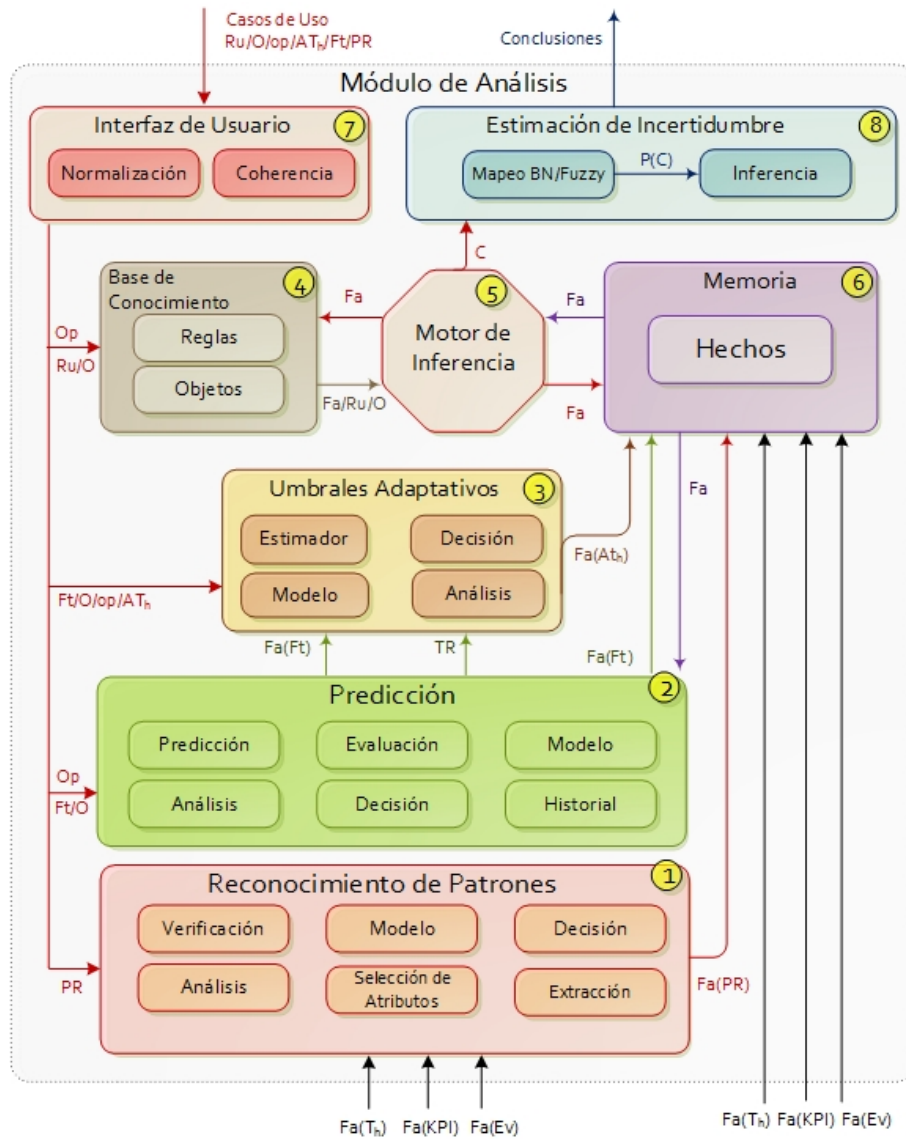 Casos de Uso
Ru/O/op/ATh/Ft/PR
Conclusiones
Módulo de Análisis
Interfaz de Usuario
7
Normalización
Coherencia
Estimación de Incertidumbre
8
Mapeo BN/Fuzzy
P(C)
Inferencia
C
Base de
Conocimiento
4
Reglas
Objetos
Op
Ru/O
Fa
Fa/Ru/O
5
Motor de
Inferencia
Fa
Fa
Memoria
6
Hechos
Umbrales Adaptativos
3
Estimador
Decisión
Modelo
Análisis
Ft/O/op/ATh
Fa(Ath)
Fa
Fa(Ft)
TR
Fa(Ft)
Predicción
2
Predicción
Evaluación
Modelo
Análisis
Decisión
Historial
Op
Ft/O
Reconocimiento de Patrones
1
Verificación
Modelo
Decisión
Análisis
Selección de
Atributos
Extracción
PR
Fa(PR)
Fa(Th)
Fa(KPI)
Fa(Ev)
Fa(Th)
Fa(KPI)
Fa(Ev)